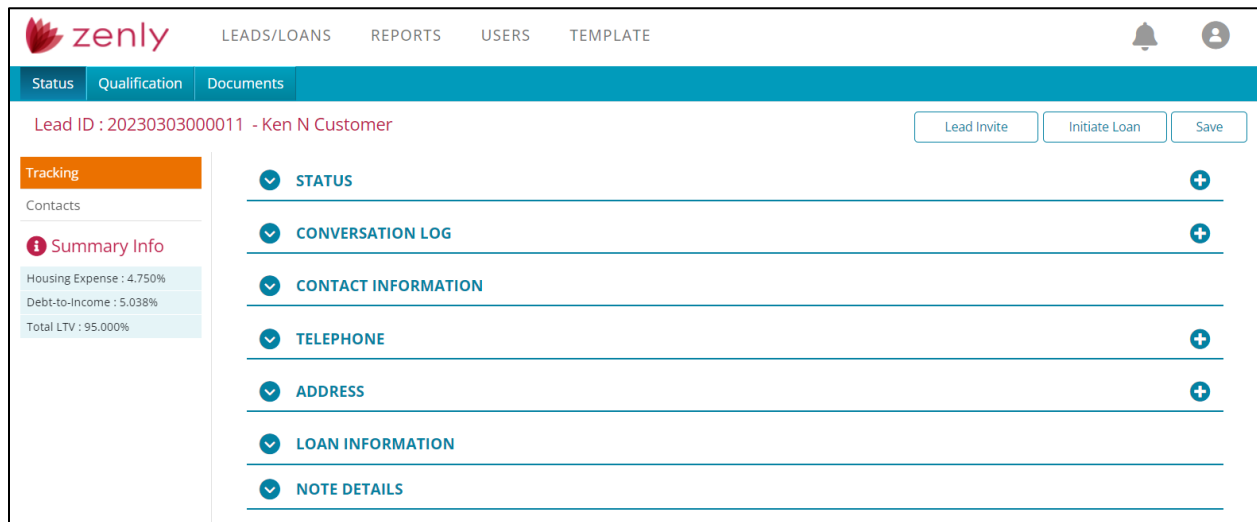 zenly LEADS/LOANS REPORTS USERS TEMPLATE
Status Qualification Documents
Lead ID : 20230303000011 - Ken N Customer
Lead Invite Initiate Loan Save
Tracking
Contacts
Summary Info
Housing Expense : 4.750%
Debt-to-Income : 5.038%
Total LTV : 95.000%
STATUS
CONVERSATION LOG
CONTACT INFORMATION
TELEPHONE
ADDRESS
LOAN INFORMATION
NOTE DETAILS